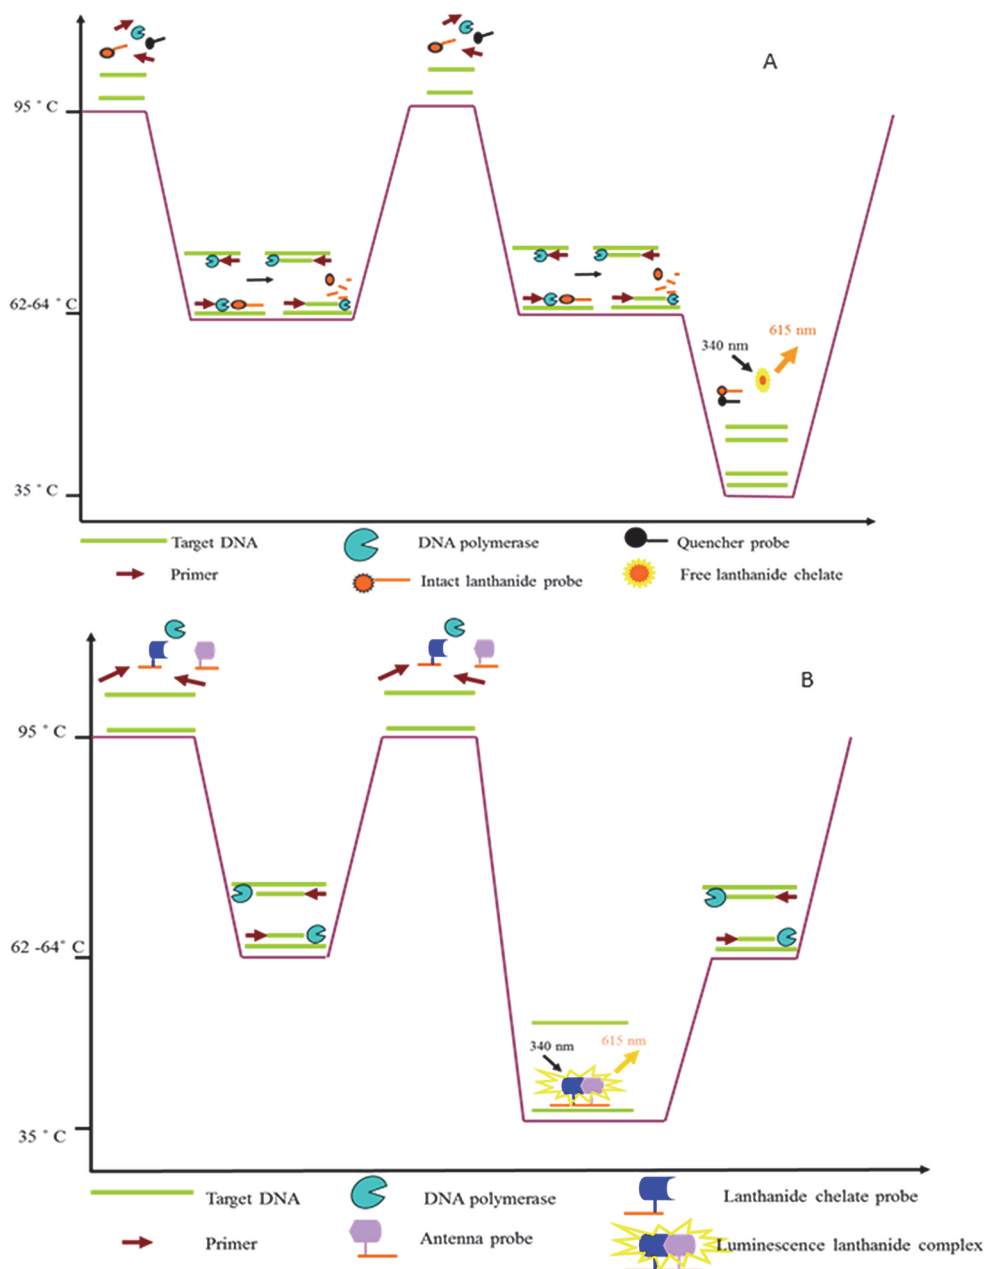 A
95 ° C
62-64 ° C
340 nm
615 nm
35 ° C
Target DNA
DNA polymerase
Quencher probe
Primer
Intact lanthanide probe
Free lanthanide chelate
B
95 ° C
62 -64° C
340 nm
615 nm
35 ° C
Target DNA
DNA polymerase
Lanthanide chelate probe
Primer
Antenna probe
Luminescence lanthanide complex